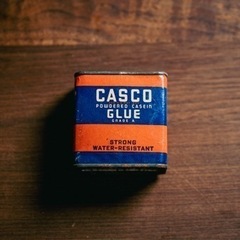 CASCO
POWDERED CASEIN
GLUE
GRADE A
STRONG
WATER-RESISTANT